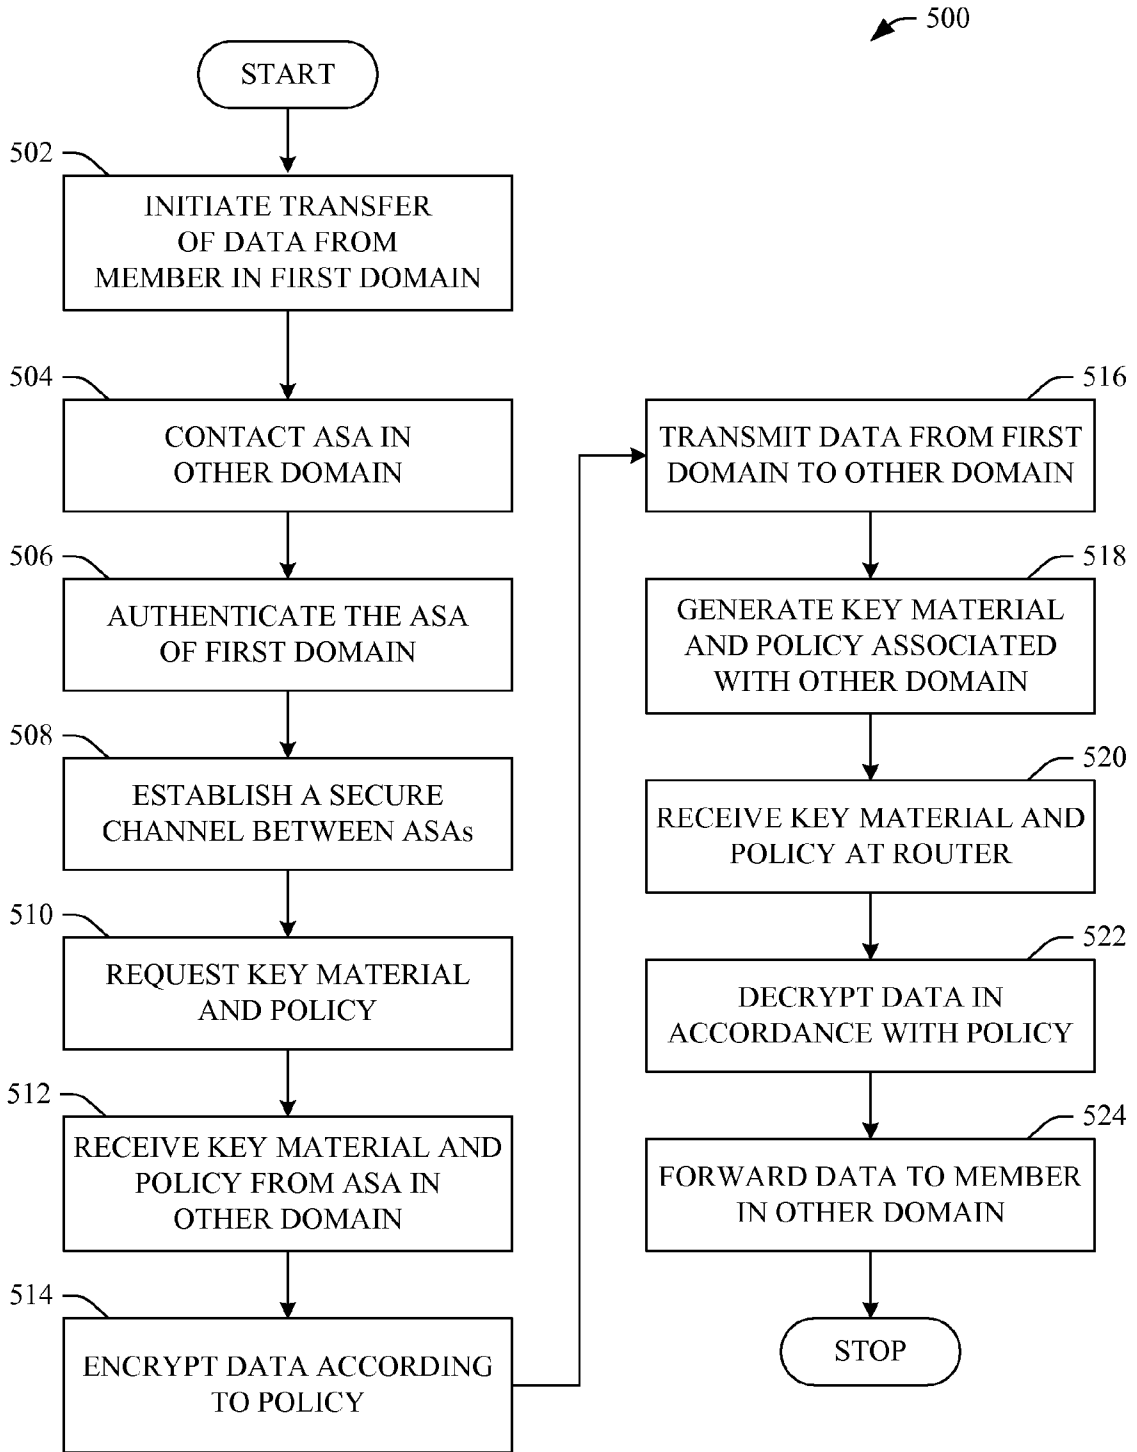 500
START
502
INITIATE TRANSFER
OF DATA FROM
MEMBER IN FIRST DOMAIN
504
CONTACT ASA IN
OTHER DOMAIN
506
AUTHENTICATE THE ASA
OF FIRST DOMAIN
508
ESTABLISH A SECURE
CHANNEL BETWEEN ASAs
510
REQUEST KEY MATERIAL
AND POLICY
512
RECEIVE KEY MATERIAL AND
POLICY FROM ASA IN
OTHER DOMAIN
514
ENCRYPT DATA ACCORDING
TO POLICY
516
TRANSMIT DATA FROM FIRST
DOMAIN TO OTHER DOMAIN
518
GENERATE KEY MATERIAL
AND POLICY ASSOCIATED
WITH OTHER DOMAIN
520
RECEIVE KEY MATERIAL AND
POLICY AT ROUTER
522
DECRYPT DATA IN
ACCORDANCE WITH POLICY
524
FORWARD DATA TO MEMBER
IN OTHER DOMAIN
STOP